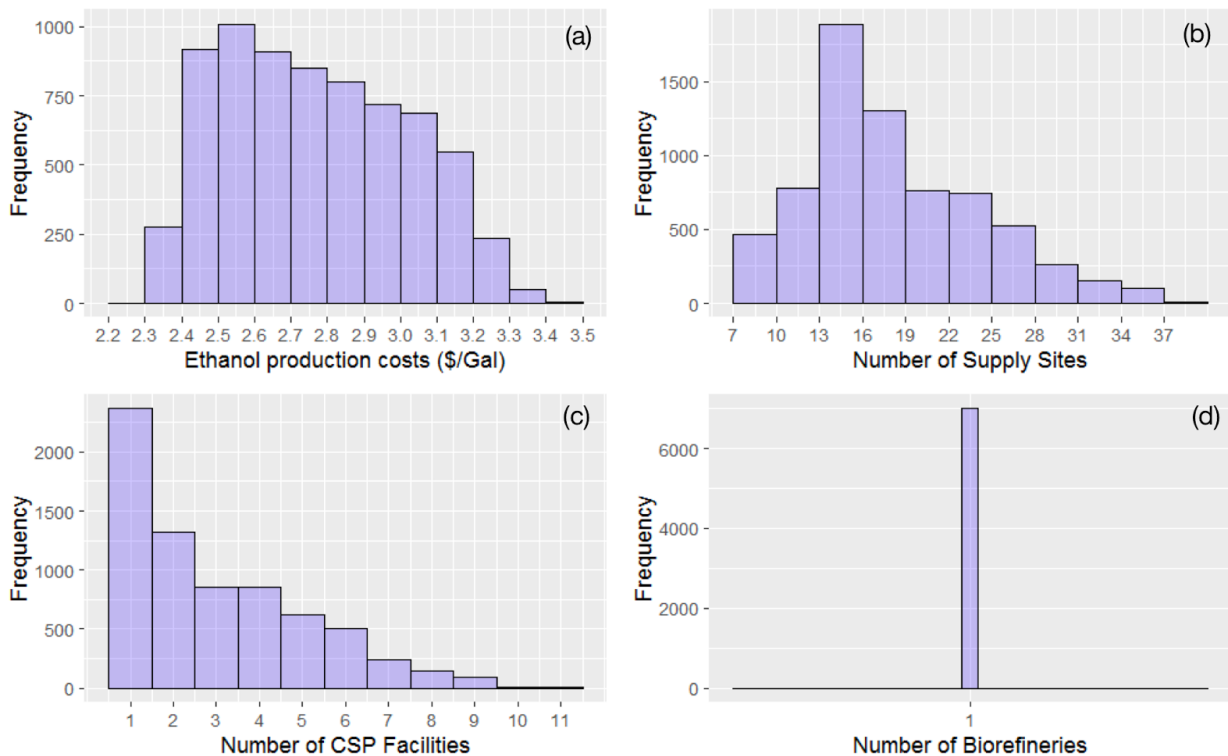 (a)
Frequency
1000
750
500
250
0
2.2 2.3 2.4 2.5 2.6 2.7 2.8 2.9 3.0 3.1 3.2 3.3 3.4 3.5
Ethanol production costs ($/Gal)
(b)
Frequency
1500
1000
500
0
7 10 13 16 19 22 25 28 31 34 37
Number of Supply Sites
(c)
Frequency
2000
1500
1000
500
0
1 2 3 4 5 6 7 8 9 10 11
Number of CSP Facilities
(d)
Frequency
6000
4000
2000
0
1
Number of Biorefineries